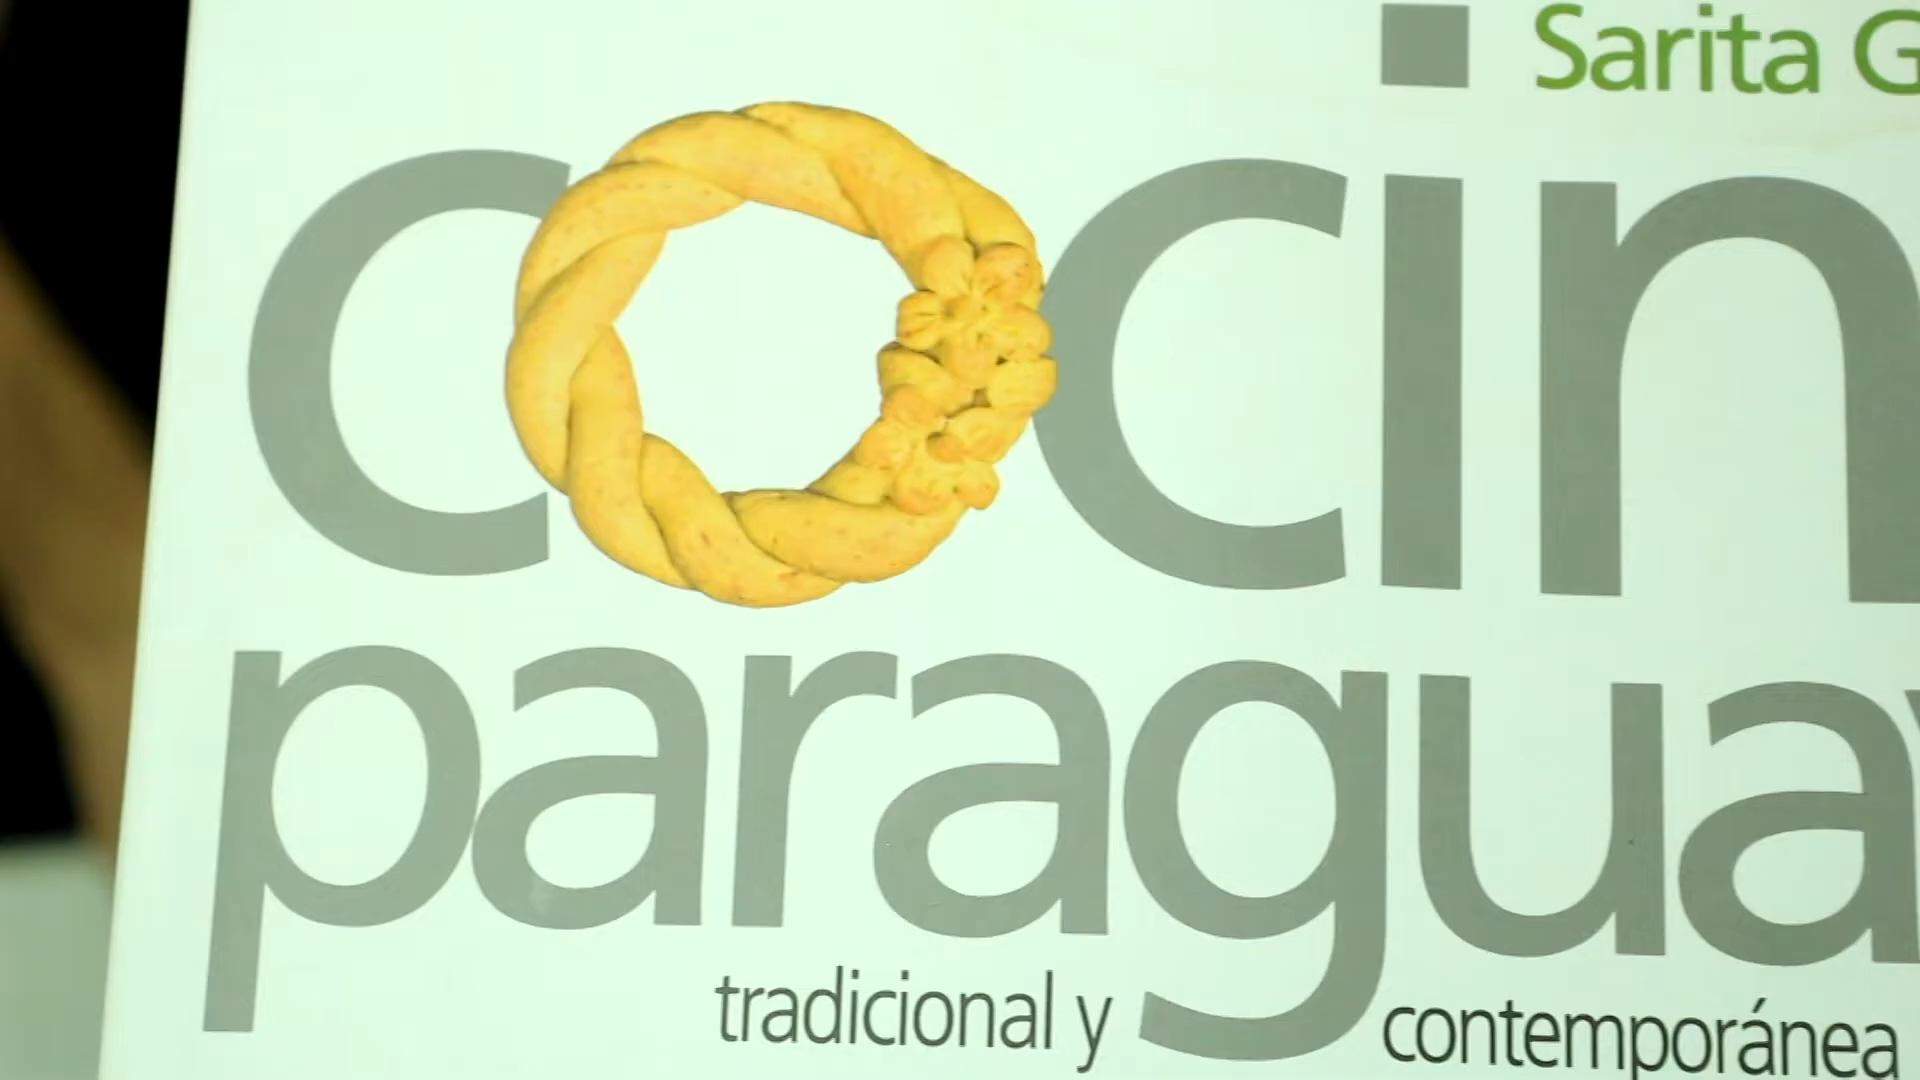 Sarita G
cocin
paragua
tradicional y contemporánea